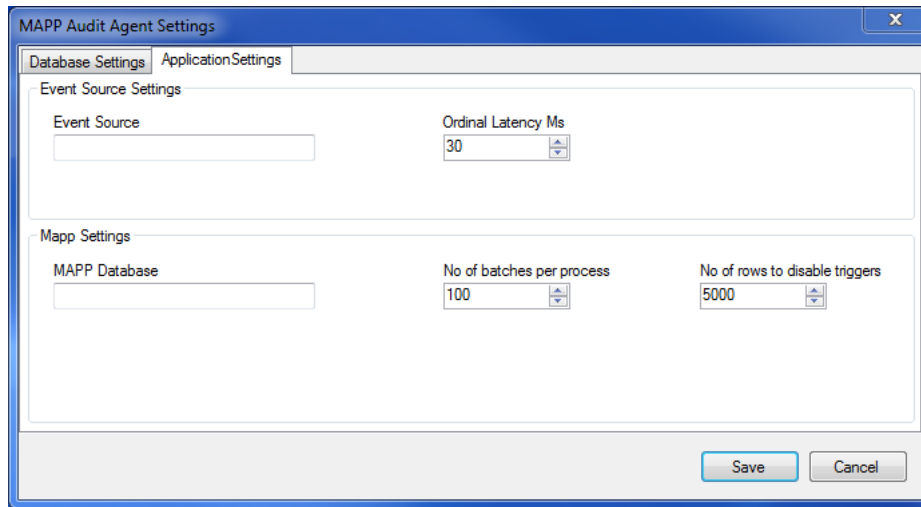 MAPP Audit Agent Settings
X
Database Settings ApplicationSettings
Event Source Settings
Event Source Ordinal Latency Ms
30
Mapp Settings
MAPP Database No of batches per process No of rows to disable triggers
100 5000
Save Cancel